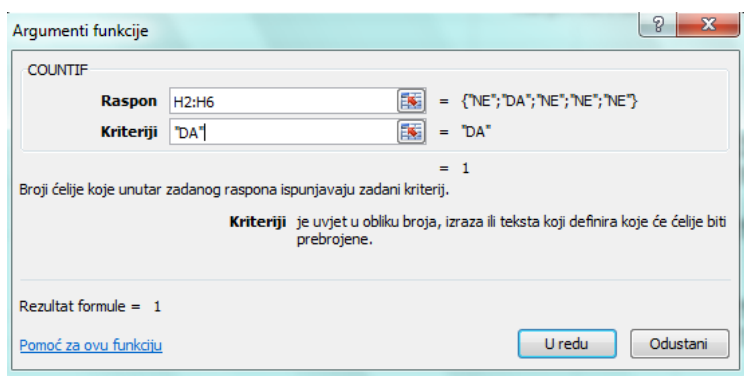 Argumenti funkcije
COUNTIF
Raspon H2:H6 = {"NE";"DA";"NE";"NE";"NE"}
Kriteriji "DA" = "DA"
= 1
Broji ćelije koje unutar zadanog raspona ispunjavaju zadani kriterij.
Kriteriji je uvjet u obliku broja, izraza ili teksta koji definira koje će ćelije biti
prebrojene.
Rezultat formule = 1
Pomoć za ovu funkciju U redu Odustani